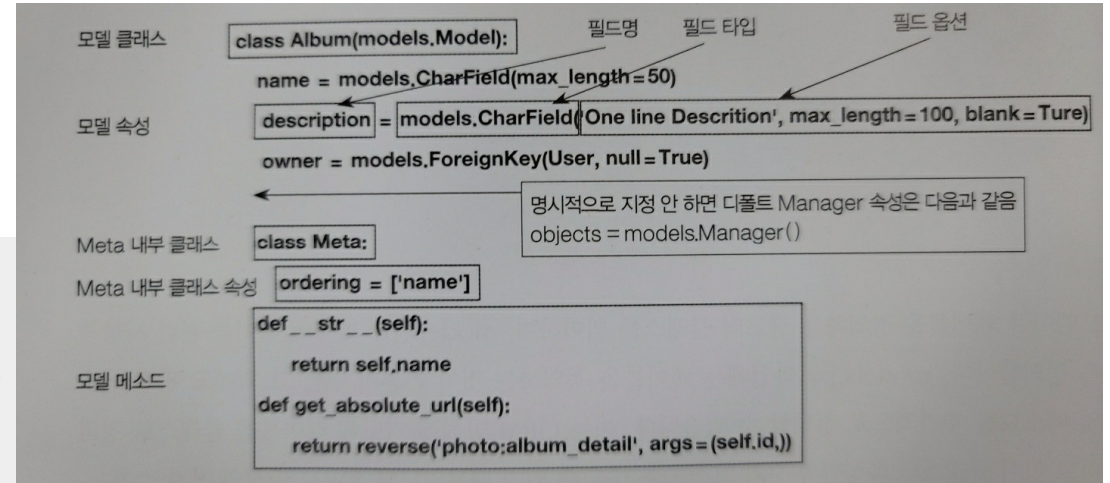 필드명 필드 타입 필드 옵션
모델 클래스 class Album(models.Model):
name = models.CharField(max_length=50)
모델 속성 description = models.CharField('One line Descrition', max_length=100, blank=Ture)
owner = models.ForeignKey(User, null=True)
명시적으로 지정 안 하면 디폴트 Manager 속성은 다음과 같음
objects = models.Manager()
Meta 내부 클래스 class Meta:
Meta 내부 클래스 속성 ordering = ['name']
def__str__(self):
return self.name
모델 메소드
def get_absolute_url(self):
return reverse('photo:album_detail', args=(self.id,))